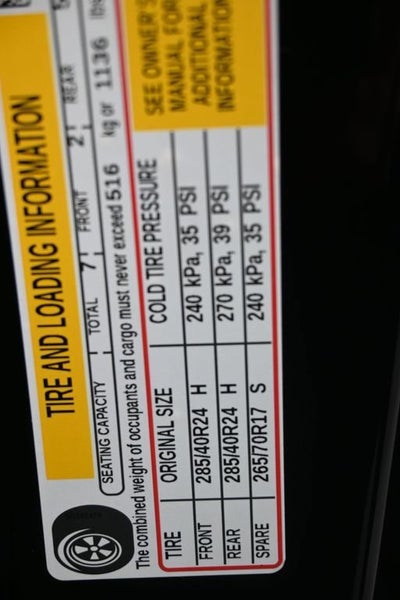 TIRE AND LOADING INFORMATION
SEATING CAPACITY TOTAL 7 FRONT 2 REAR
The combined weight of occupants and cargo must never exceed 516 kg or 1136 lbs
TIRE ORIGINAL SIZE COLD TIRE PRESSURE
FRONT 285/40R24 H 240 kPa, 35 PSI
REAR 285/40R24 H 270 kPa, 39 PSI
SPARE 265/70R17 S 240 kPa, 35 PSI
SEE OWNER'S
MANUAL FOR
ADDITIONAL
INFORMATION